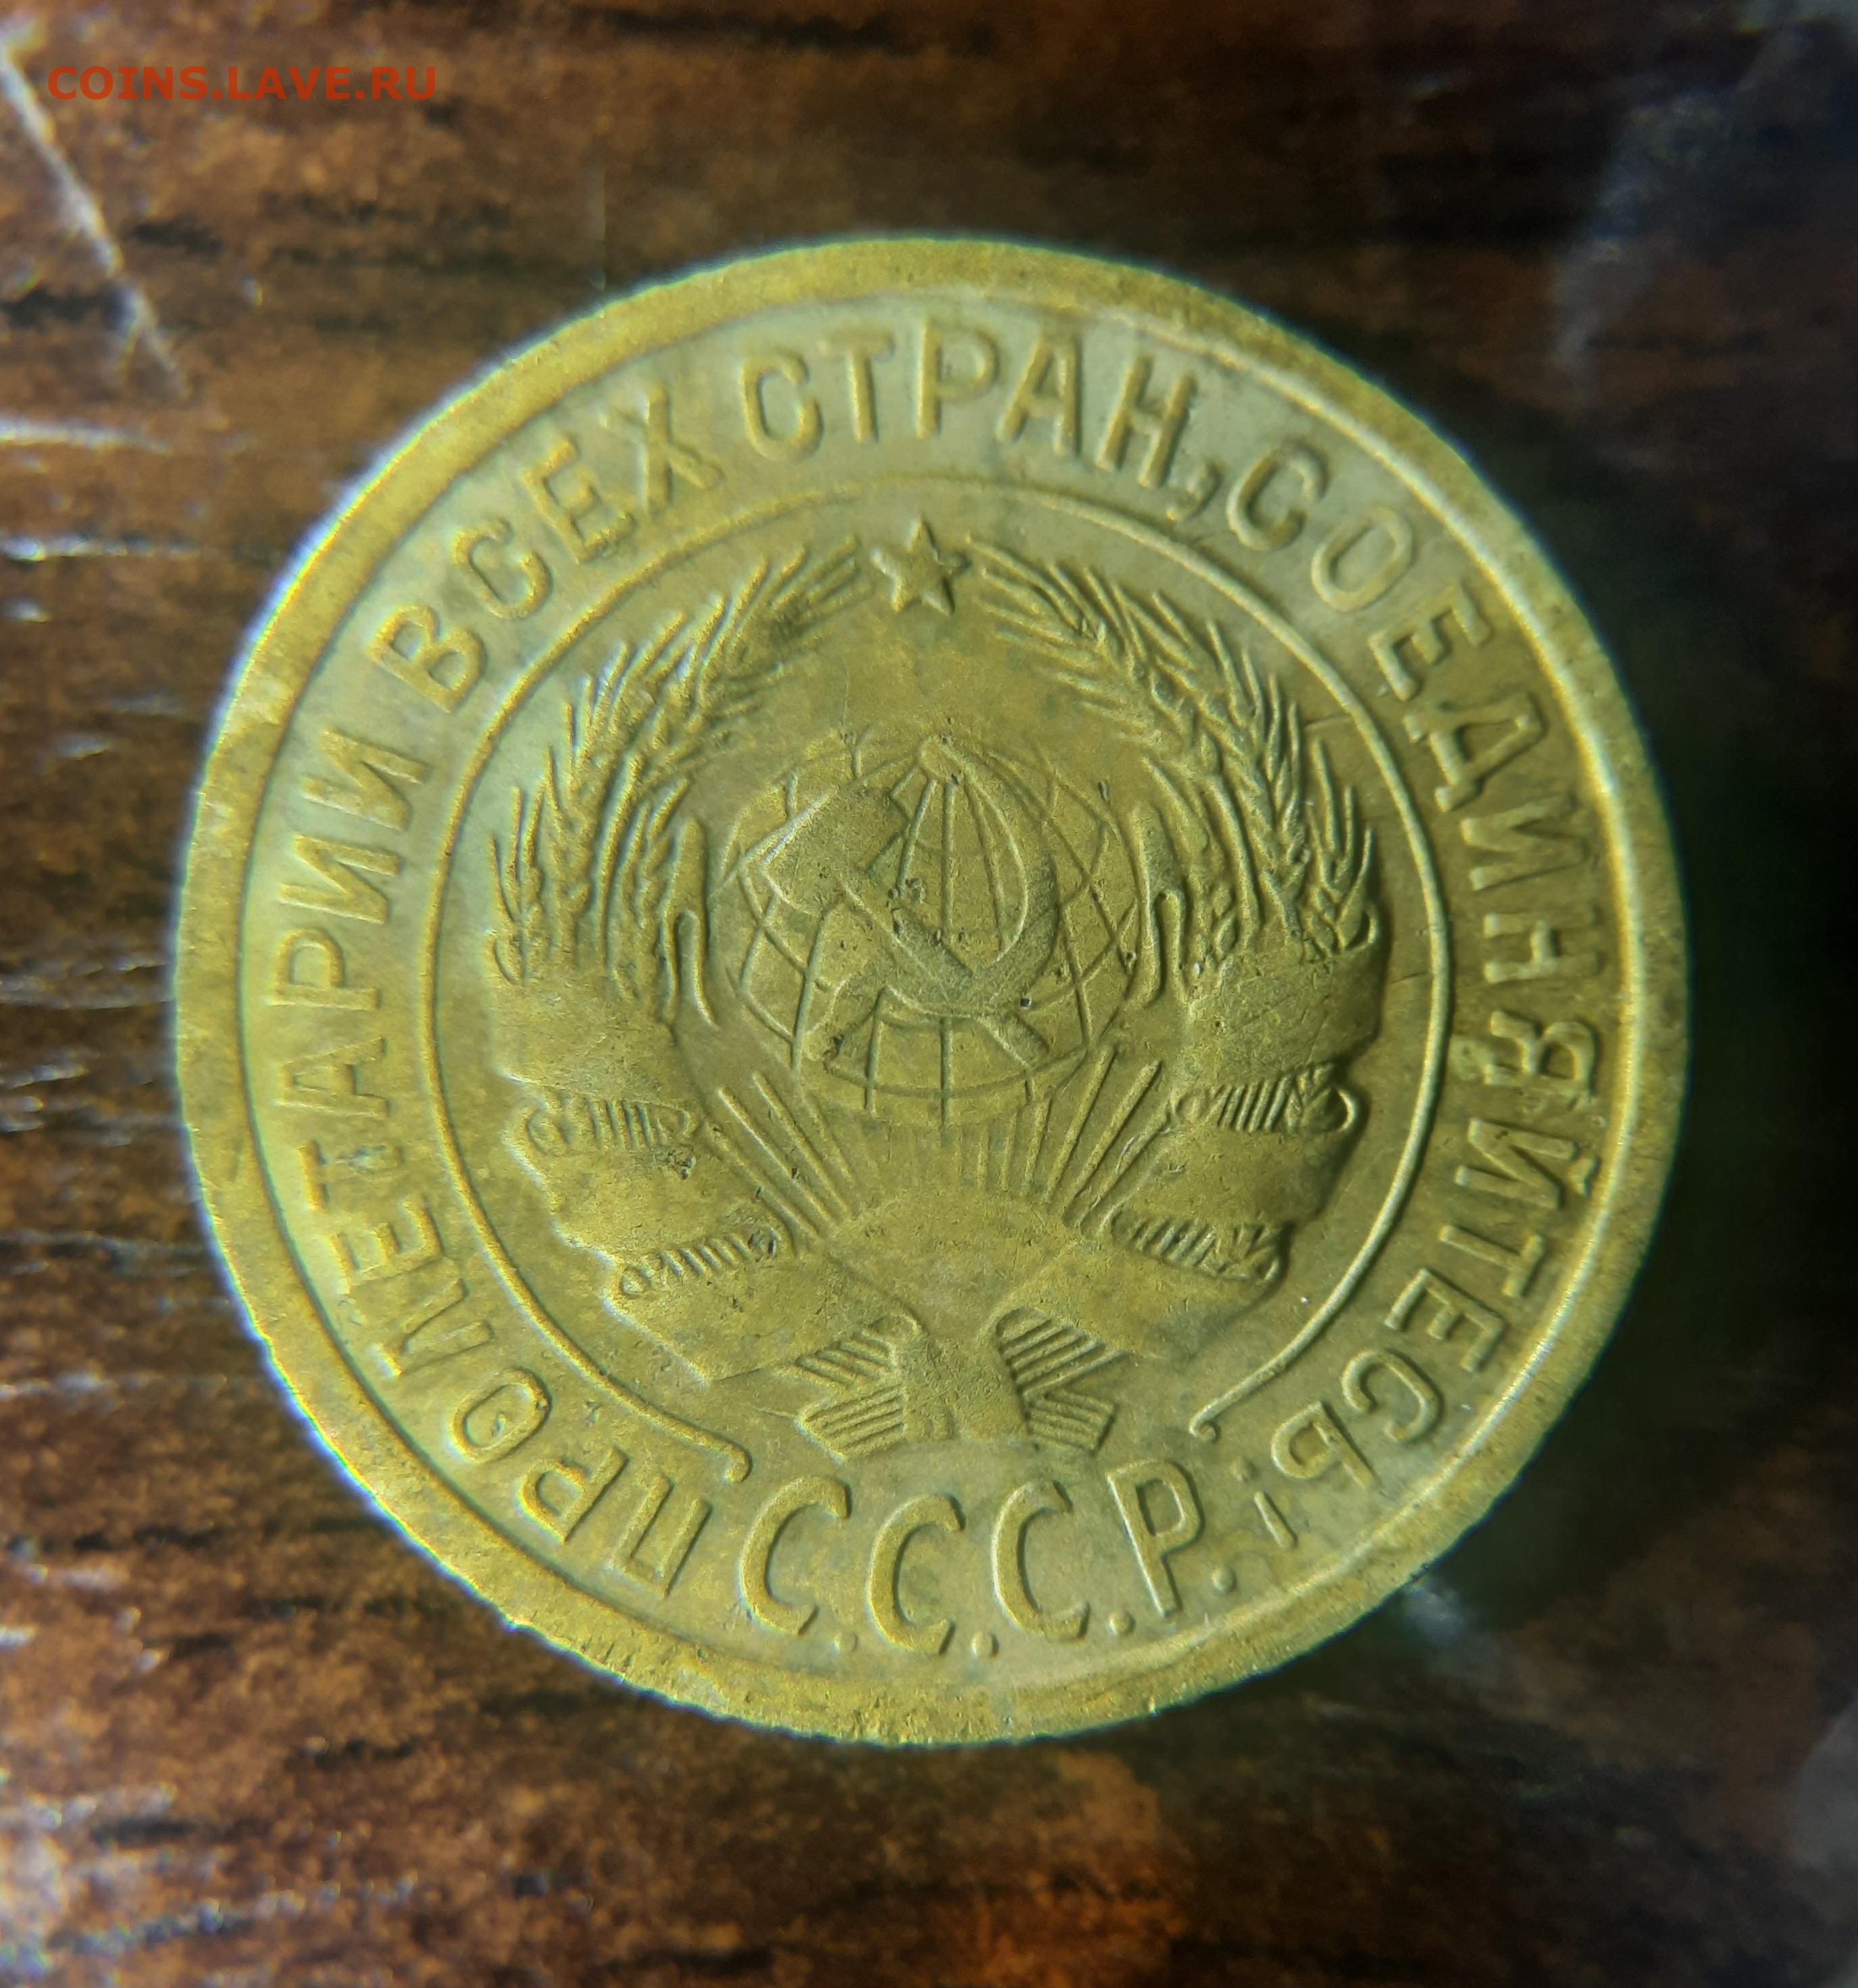 COINS.LAVE.RU
ПРОЛЕТАРИИ ВСЕХ СТРАН, СОЕДИНЯЙТЕСЬ!
С.С.С.Р.